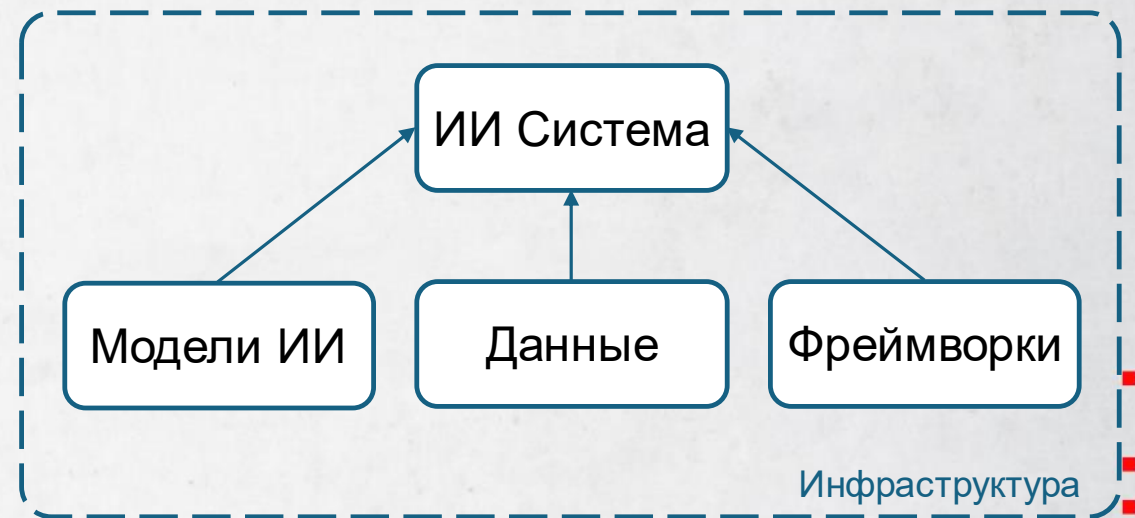 ИИ Система
Модели ИИ
Данные
Фреймворки
Инфраструктура